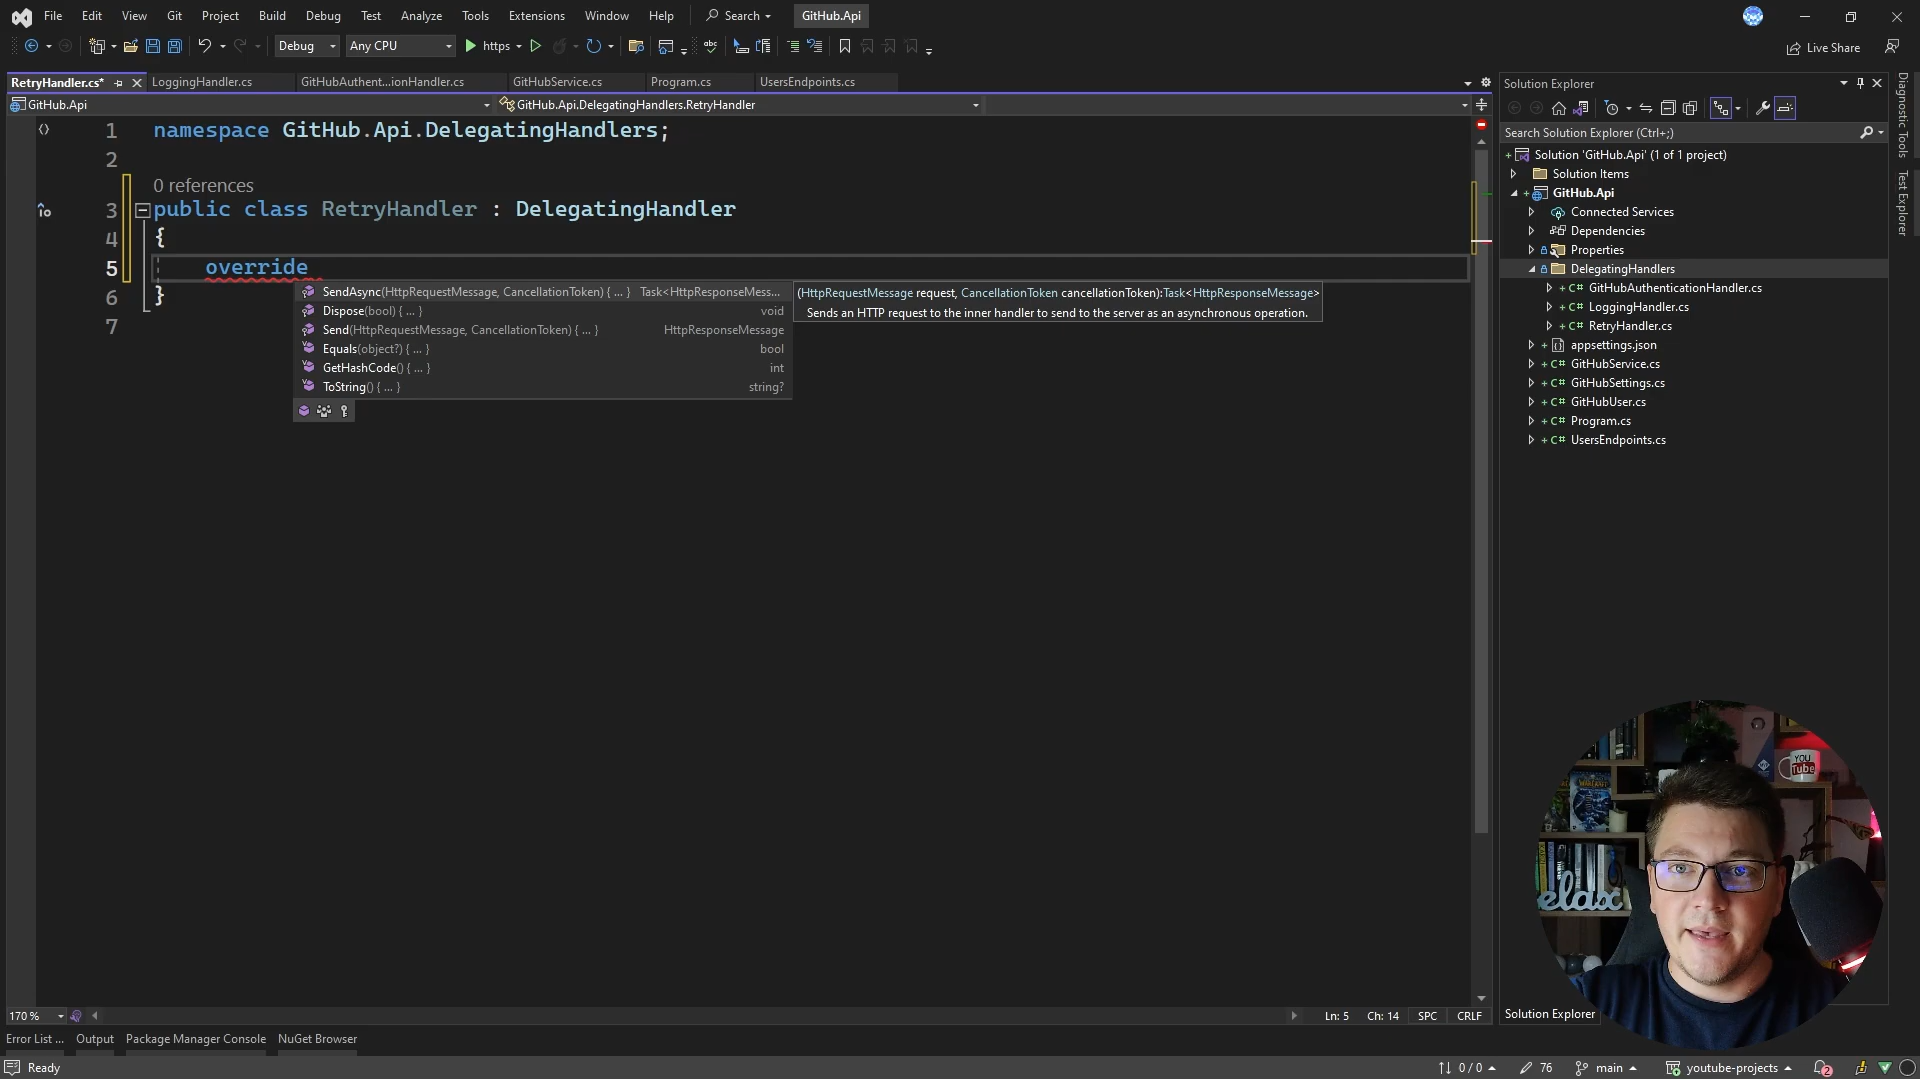 File Edit View Git Project Build Debug Test Analyze Tools Extensions Window Help Search GitHub.Api
Debug Any CPU https Live Share
RetryHandler.cs* LoggingHandler.cs GitHubAuthent...ionHandler.cs GitHubService.cs Program.cs UsersEndpoints.cs
GitHub.Api GitHub.Api.DelegatingHandlers.RetryHandler
1 namespace GitHub.Api.DelegatingHandlers;
2
0 references
3 public class RetryHandler : DelegatingHandler
4 {
5 override
6 }
7
SendAsync(HttpRequestMessage, CancellationToken) { ... } Task<HttpResponseMess...
Dispose(bool) { ... } void
Send(HttpRequestMessage, CancellationToken) { ... } HttpResponseMessage
Equals(object?) { ... } bool
GetHashCode() { ... } int
ToString() { ... } string?
(HttpRequestMessage request, CancellationToken cancellationToken):Task<HttpResponseMessage>
Sends an HTTP request to the inner handler to send to the server as an asynchronous operation.
Solution Explorer
Search Solution Explorer (Ctrl+;)
Solution 'GitHub.Api' (1 of 1 project)
Solution Items
GitHub.Api
Connected Services
Dependencies
Properties
DelegatingHandlers
C# GitHubAuthenticationHandler.cs
C# LoggingHandler.cs
C# RetryHandler.cs
appsettings.json
C# GitHubService.cs
C# GitHubSettings.cs
C# GitHubUser.cs
C# Program.cs
C# UsersEndpoints.cs
Diagnostic Tools
Test Explorer
YOU
Tube
elax
170 % Ln: 5 Ch: 14 SPC CRLF
Solution Explorer
Error List ... Output Package Manager Console NuGet Browser
Ready 0 / 0 76 main youtube-projects 2